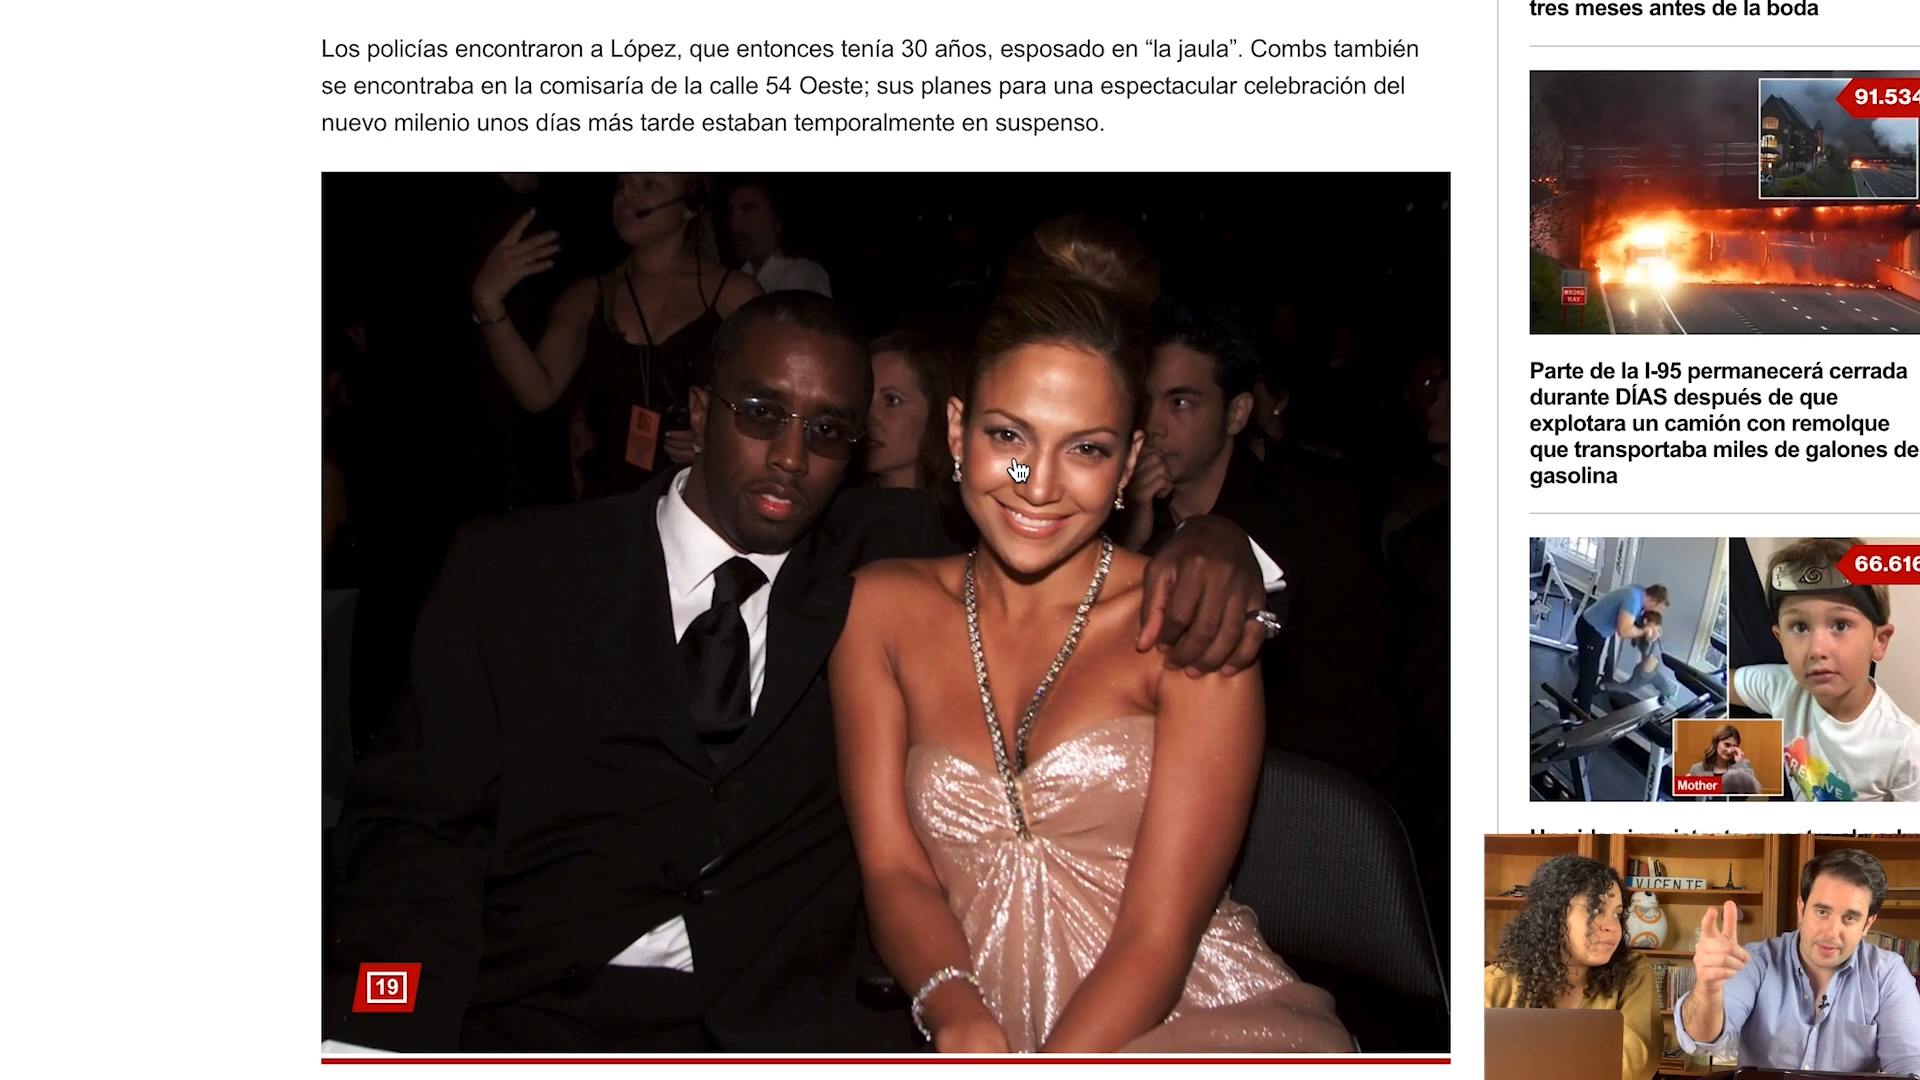 Los policías encontraron a López, que entonces tenía 30 años, esposado en “la jaula”. Combs también
se encontraba en la comisaría de la calle 54 Oeste; sus planes para una espectacular celebración del
nuevo milenio unos días más tarde estaban temporalmente en suspenso.
19
tres meses antes de la boda
91.534
WRONG
WAY
Parte de la I-95 permanecerá cerrada
durante DÍAS después de que
explotara un camión con remolque
que transportaba miles de galones de
gasolina
66.616
Mother
VICENTE